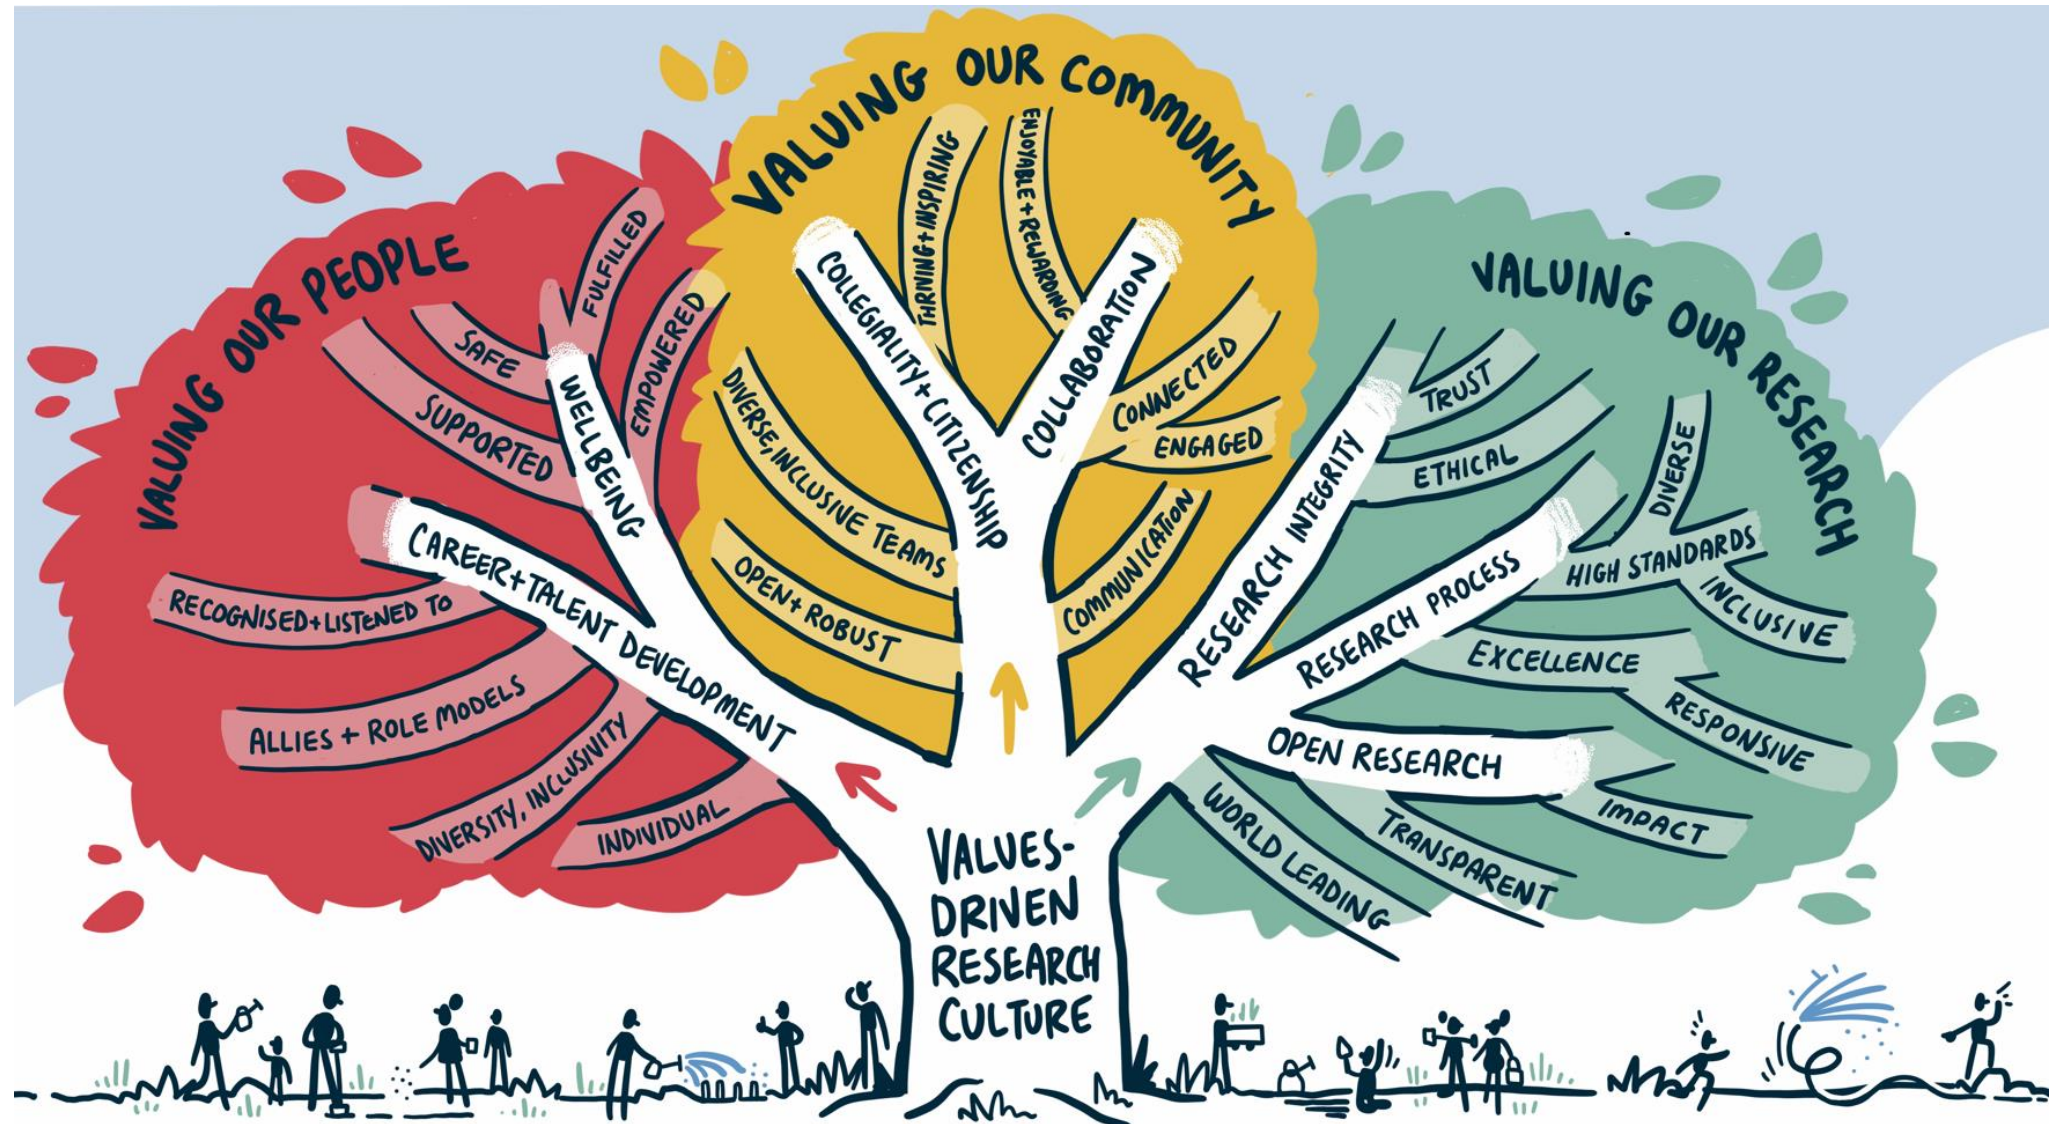 VALUING OUR PEOPLE
FULFILLED
SAFE
EMPOWERED
SUPPORTED
WELLBEING
CAREER+TALENT DEVELOPMENT
RECOGNISED+LISTENED TO
ALLIES + ROLE MODELS
DIVERSITY, INCLUSIVITY
INDIVIDUAL
VALUING OUR COMMUNITY
THRIVING+INSPIRING
ENJOYABLE+REWARDING
COLLEGIALITY+CITIZENSHIP
COLLABORATION
CONNECTED
ENGAGED
DIVERSE, INCLUSIVE TEAMS
COMMUNICATION
OPEN+ROBUST
VALUING OUR RESEARCH
RESEARCH INTEGRITY
TRUST
ETHICAL
DIVERSE
RESEARCH PROCESS
HIGH STANDARDS
INCLUSIVE
EXCELLENCE
RESPONSIVE
OPEN RESEARCH
IMPACT
TRANSPARENT
WORLD LEADING
VALUES-
DRIVEN
RESEARCH
CULTURE